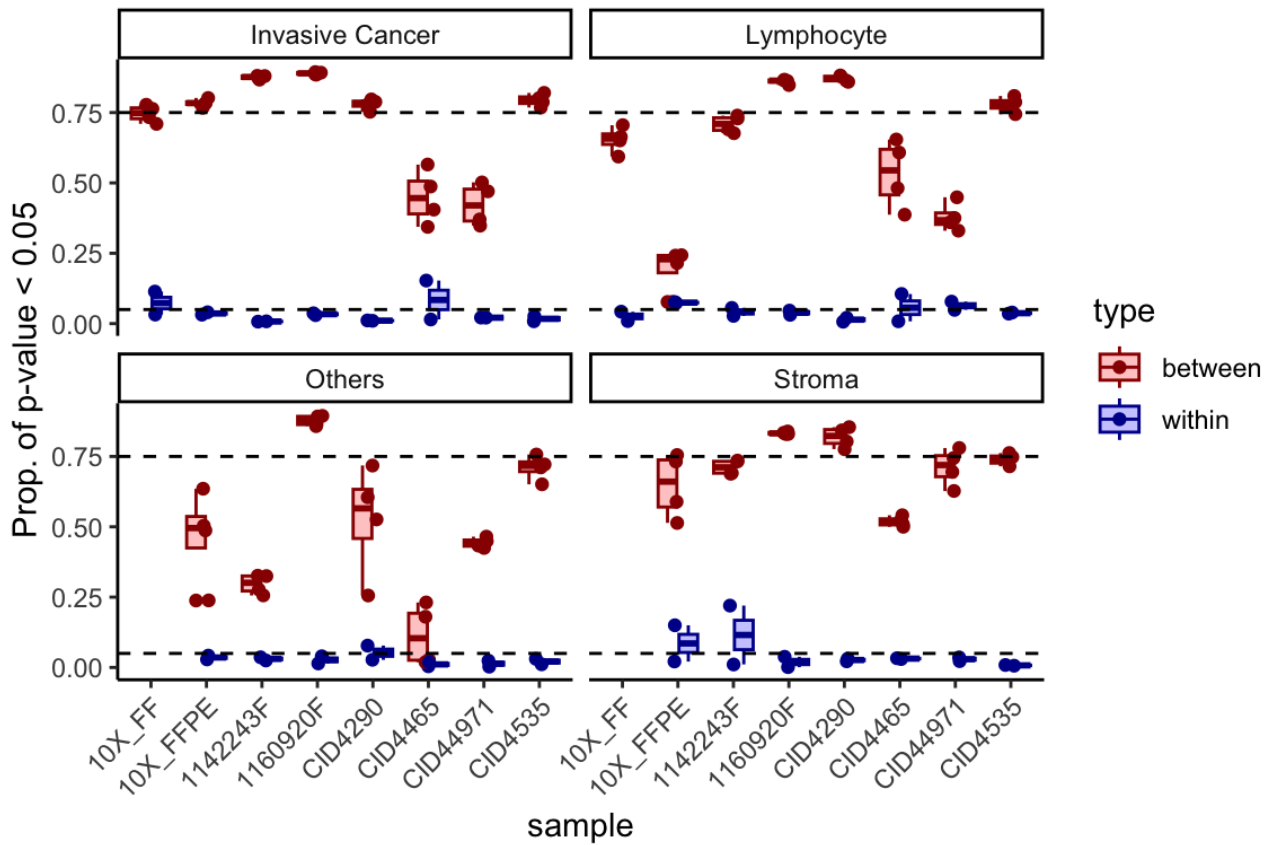 Invasive Cancer
Lymphocyte
Prop. of p-value < 0.05
0.75
0.50
0.25
0.00
Others
Stroma
0.75
0.50
0.25
0.00
10X_FF
10X_FFPE
1142243F
1160920F
CID4290
CID4465
CID44971
CID4535
10X_FF
10X_FFPE
1142243F
1160920F
CID4290
CID4465
CID44971
CID4535
sample
type
between
within